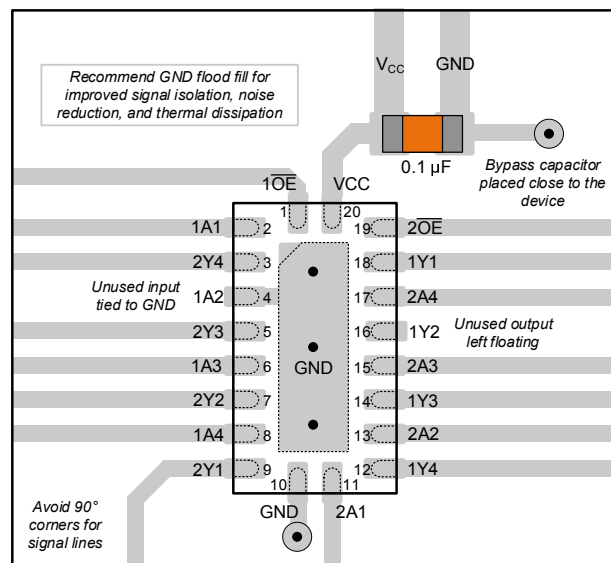 V_CC GND
Recommend GND flood fill for
improved signal isolation, noise
reduction, and thermal dissipation
0.1 µF
Bypass capacitor
placed close to the
device
1O̅E̅ VCC
1 20
1A1 2 19 2O̅E̅
2Y4 3 18 1Y1
Unused input
tied to GND
1A2 4 17 2A4
2Y3 5 16 1Y2
Unused output
left floating
1A3 6 15 2A3
GND
2Y2 7 14 1Y3
1A4 8 13 2A2
2Y1 9 12 1Y4
10 11
GND 2A1
Avoid 90°
corners for
signal lines